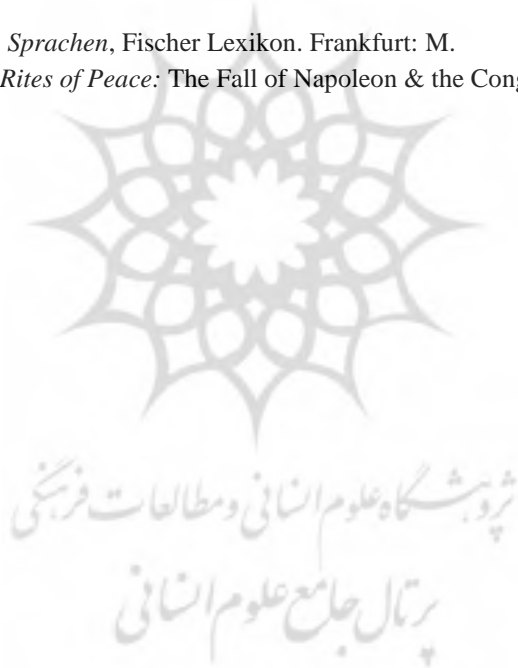 Sprachen, Fischer Lexikon. Frankfurt: M.
Rites of Peace: The Fall of Napoleon & the Cong
پژوهشگاه علوم انسانی و مطالعات فرهنگی
پرتال جامع علوم انسانی